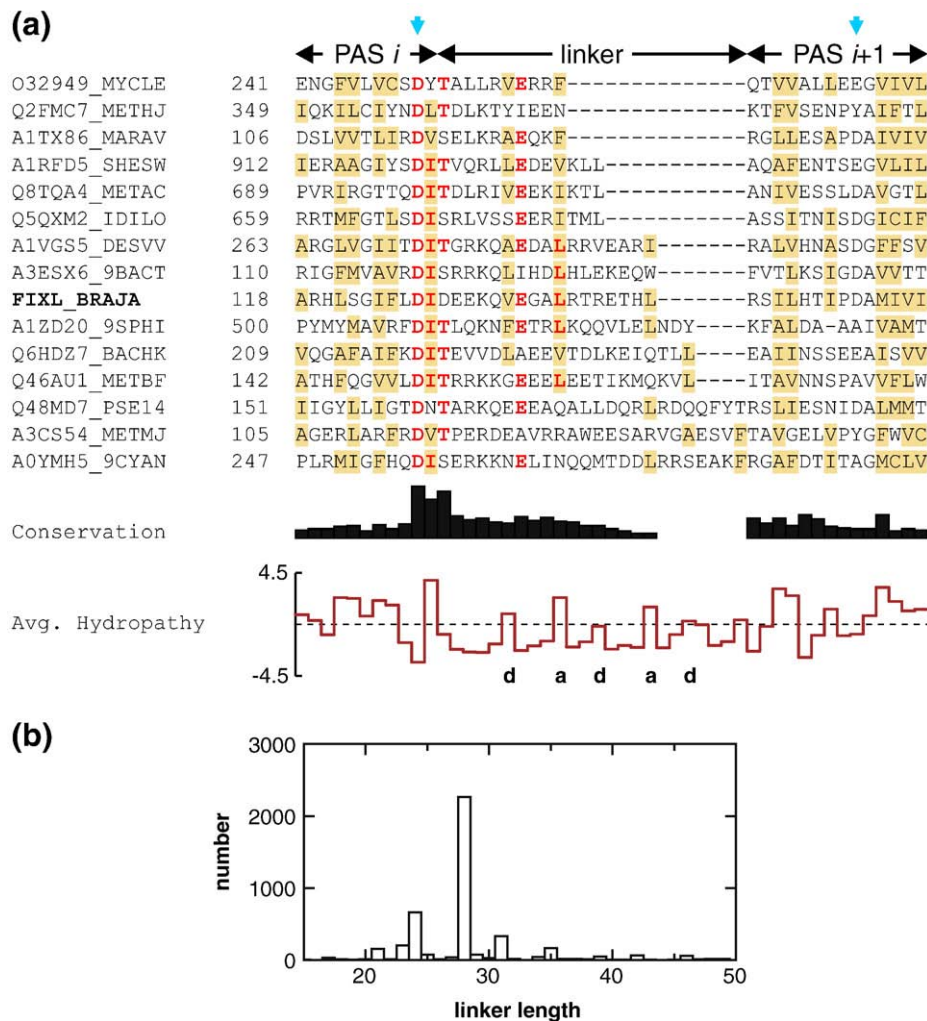 (a)
PAS i linker PAS i+1
O32949_MYCLE 241 ENGFVLVCSDYTALLRVERRF--------------QTVVALLEEGVIVL
Q2FMC7_METHJ 349 IQKILCIYNDLTDLKTYIEEN--------------KTFVSENPYAIFTL
A1TX86_MARAV 106 DSLVVTLIRDVSELKRAEQKF--------------RGLLESAPDAIVIV
A1RFD5_SHESW 912 IERAAGIYSDITVQRLLEDEVKLL-----------AQAFENTSEGVLIL
Q8TQA4_METAC 689 PVRIRGTTQDITDLRIVEEKIKTL-----------ANIVESSLDAVGTL
Q5QXM2_IDILO 659 RRTMFGTLSDISRLVSSEERITML-----------ASSITNISDGICIF
A1VGS5_DESVV 263 ARGLVGIITDITGRKQAEDALRRVEARI-------RALVHNASDGFFSV
A3ESX6_9BACT 110 RIGFMVAVRDISRRKQLIHDLHLEKEQW-------FVTLKSIGDAVVTT
FIXL_BRAJA 118 ARHLSGIFLDIDEEKQVEGALRTRETHL-------RSILHTIPDAMIVI
A1ZD20_9SPHI 500 PYMYMAVRFDITLQKNFETRLKQQVLELNDY----KFALDA-AAIVAMT
Q6HDZ7_BACHK 209 VQGAFAIFKDITEVVDLAEEVTDLKEIQTLL----EAIINSSEEAISVV
Q46AU1_METBF 142 ATHFQGVVLDITRRKKGEEELEETIKMQKVL----ITAVNNSPAVVFLW
Q48MD7_PSE14 151 IIGYLLIGTDNTARKQEEEAQALLDQRLRDQQFYTRSLIESNIDALMMT
A3CS54_METMJ 105 AGERLARFRDVTPERDEAVRRAWEESARVGAESVFTAVGELVPYGFWVC
A0YMH5_9CYAN 247 PLRMIGFHQDISERKKNELINQQMTDDLRRSEAKFRGAFDTITAGMCLV
Conservation
4.5
Avg. Hydropathy
-4.5
d a d a d
(b)
3000
2000
1000
0
number
20 30 40 50
linker length